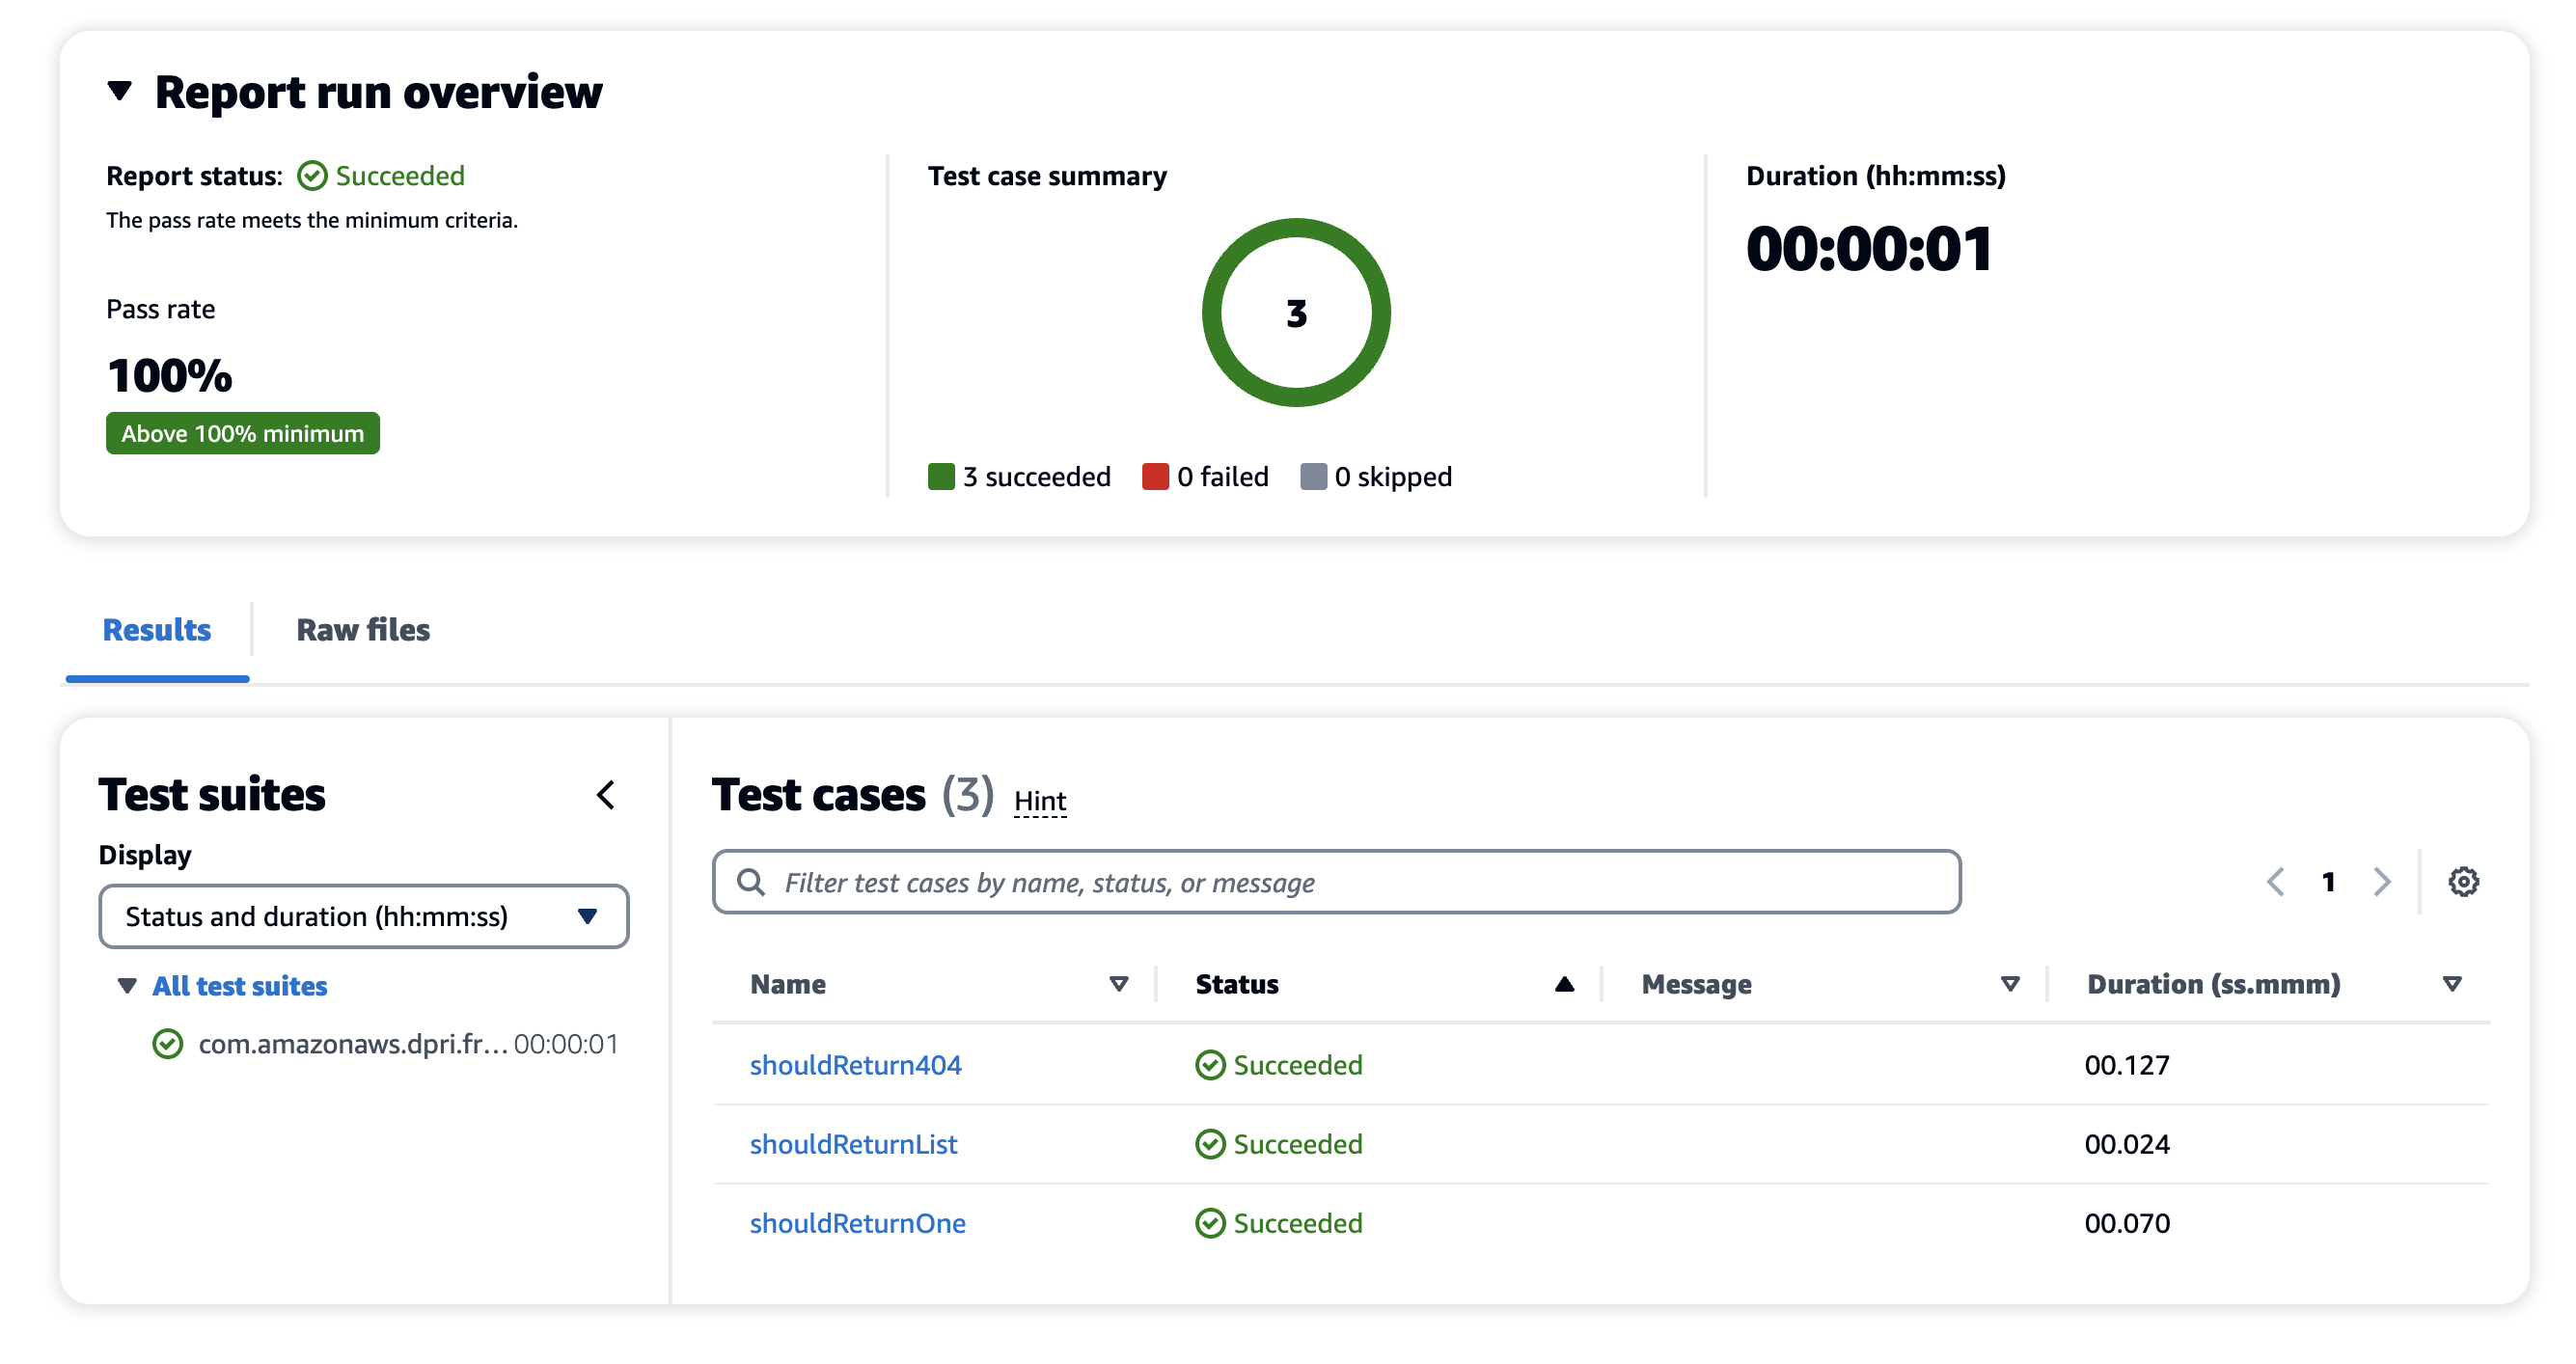 Report run overview
Report status: Succeeded
The pass rate meets the minimum criteria.
Pass rate
100%
Above 100% minimum
Test case summary
3
3 succeeded 0 failed 0 skipped
Duration (hh:mm:ss)
00:00:01
Results Raw files
Test suites
Display
Status and duration (hh:mm:ss)
All test suites
com.amazonaws.dpri.fr... 00:00:01
Test cases (3) Hint
Filter test cases by name, status, or message
1
Name Status Message Duration (ss.mmm)
shouldReturn404 Succeeded 00.127
shouldReturnList Succeeded 00.024
shouldReturnOne Succeeded 00.070